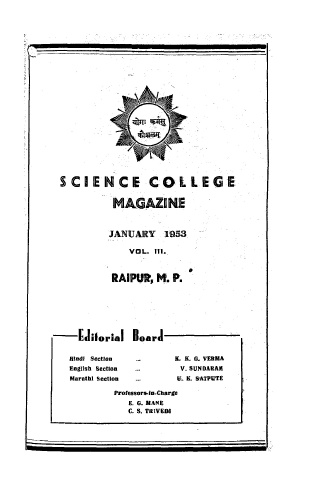 योगः कर्मसु
कौशलम्
SCIENCE COLLEGE
MAGAZINE
JANUARY 1953
VOL. III.
RAIPUR, M. P.
Editorial Board
Hindi Section ... K. K. G. VERMA
English Section ... V. SUNDARAM
Marathi Section ... U. K. SATPUTE
Professors-in-Charge
E. G. MANE
C. S. TRIVEDI